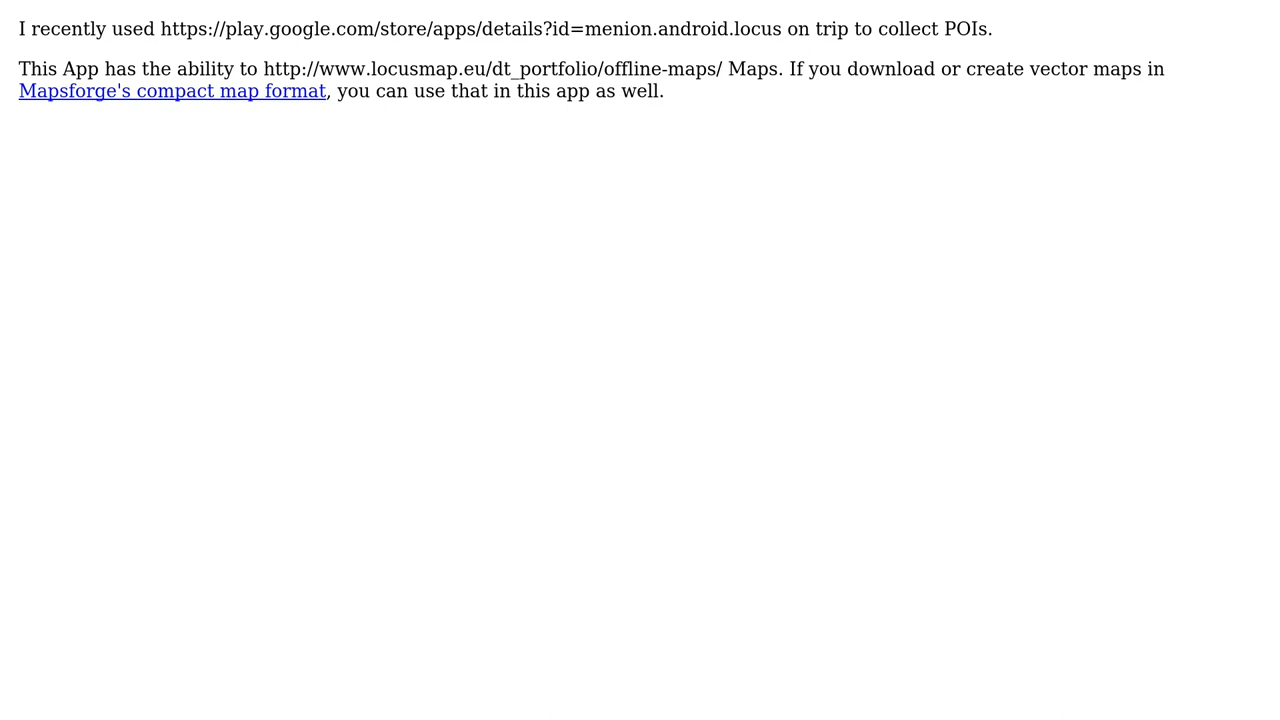 I recently used https://play.google.com/store/apps/details?id=menion.android.locus on trip to collect POIs.
This App has the ability to http://www.locusmap.eu/dt_portfolio/offline-maps/ Maps. If you download or create vector maps in
Mapsforge's compact map format, you can use that in this app as well.